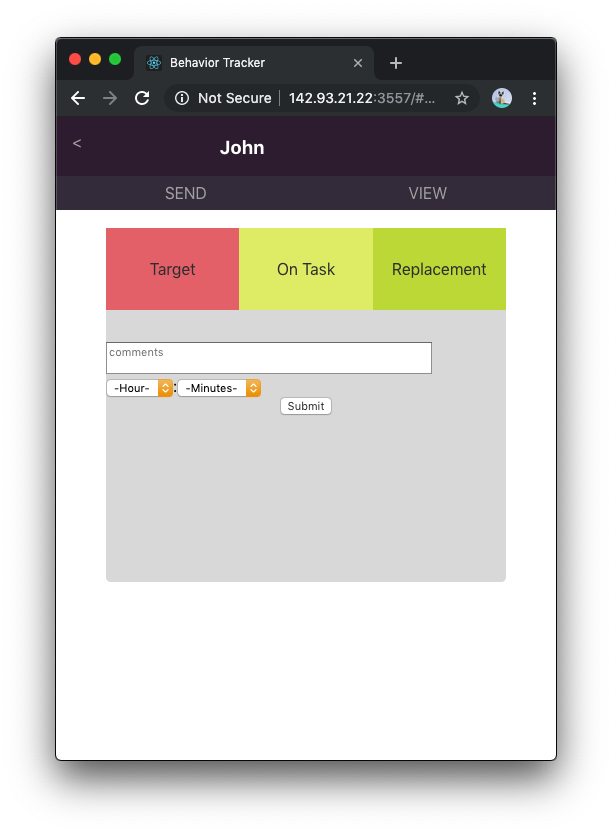 Behavior Tracker
Not Secure | 142.93.21.22:3557/#...
< John
SEND VIEW
Target On Task Replacement
comments
-Hour- : -Minutes-
Submit